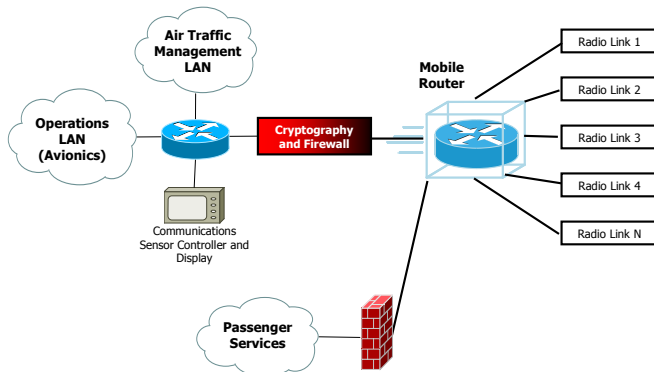 Air Traffic
Management
LAN
Operations
LAN
(Avionics)
Cryptography
and Firewall
Communications
Sensor Controller and
Display
Mobile
Router
Radio Link 1
Radio Link 2
Radio Link 3
Radio Link 4
Radio Link N
Passenger
Services